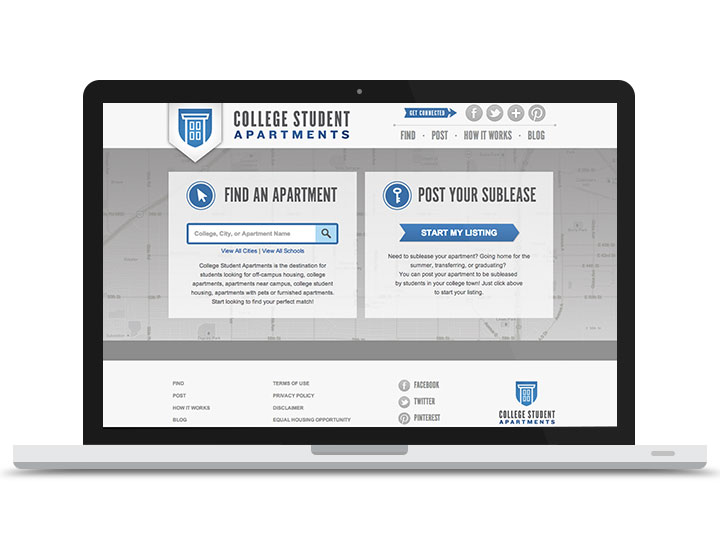 COLLEGE STUDENT
APARTMENTS
GET CONNECTED
FIND • POST • HOW IT WORKS • BLOG
FIND AN APARTMENT
College, City, or Apartment Name
View All Cities | View All Schools
College Student Apartments is the destination for
students looking for off-campus housing, college
apartments, apartments near campus, college student
housing, apartments with pets or furnished apartments.
Start looking to find your perfect match!
POST YOUR SUBLEASE
START MY LISTING
Need to sublease your apartment? Going home for the
summer, transferring, or graduating?
You can post your apartment to be subleased
by students in your college town! Just click above
to start your listing.
FIND
POST
HOW IT WORKS
BLOG
TERMS OF USE
PRIVACY POLICY
DISCLAIMER
EQUAL HOUSING OPPORTUNITY
FACEBOOK
TWITTER
PINTEREST
COLLEGE STUDENT
APARTMENTS